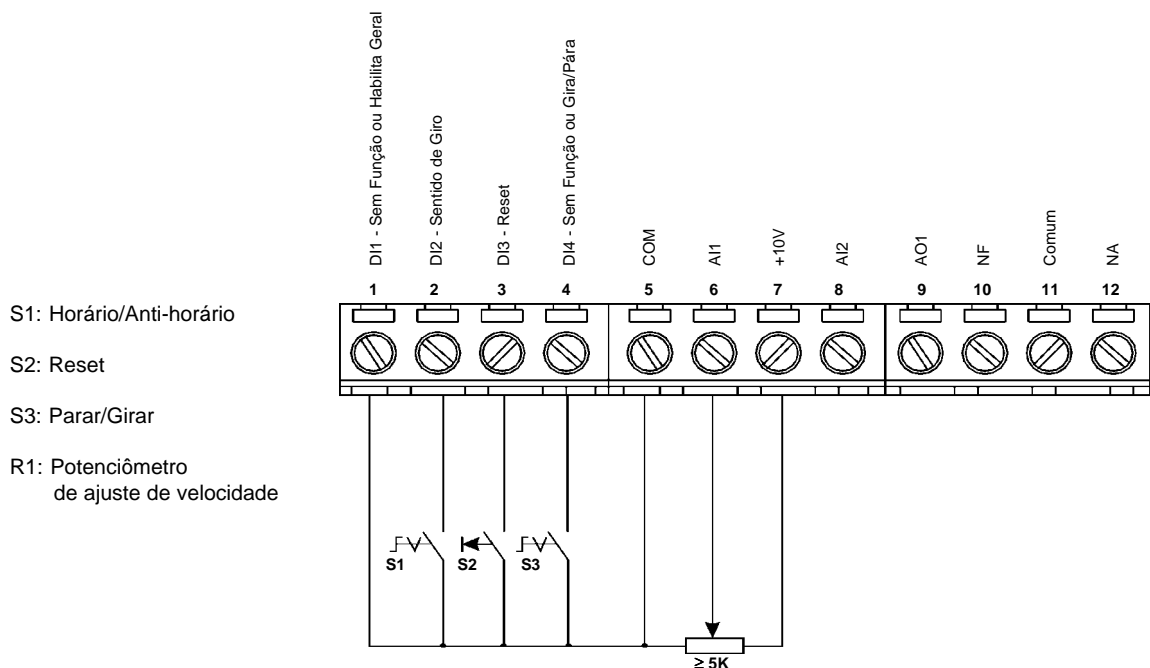 DI1 - Sem Função ou Habilita Geral
DI2 - Sentido de Giro
DI3 - Reset
DI4 - Sem Função ou Gira/Pára
COM
AI1
+10V
AI2
AO1
NF
Comum
NA
1 2 3 4 5 6 7 8 9 10 11 12
S1: Horário/Anti-horário
S2: Reset
S3: Parar/Girar
R1: Potenciômetro
de ajuste de velocidade
S1 S2 S3
≥ 5K